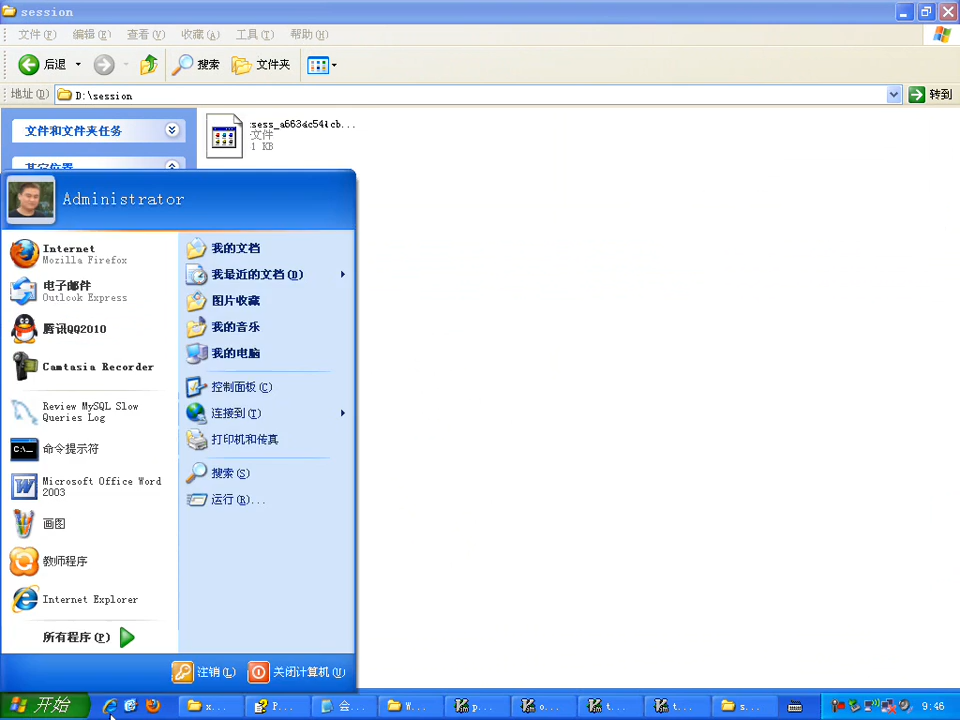 session
文件(F) 编辑(E) 查看(V) 收藏(A) 工具(T) 帮助(H)
后退 搜索 文件夹
地址(D) D:\session 转到
文件和文件夹任务
其它位置
sess_a663dc541cb...
文件
1 KB
Administrator
Internet
Mozilla Firefox
电子邮件
Outlook Express
腾讯QQ2010
Camtasia Recorder
Review MySQL Slow
Queries Log
命令提示符
Microsoft Office Word
2003
画图
教师程序
Internet Explorer
所有程序(P)
我的文档
我最近的文档(D)
图片收藏
我的音乐
我的电脑
控制面板(C)
连接到(T)
打印机和传真
搜索(S)
运行(R)...
注销(L) 关闭计算机(U)
开始 x... P... 会... W... p... o... t... t... s... 9:46